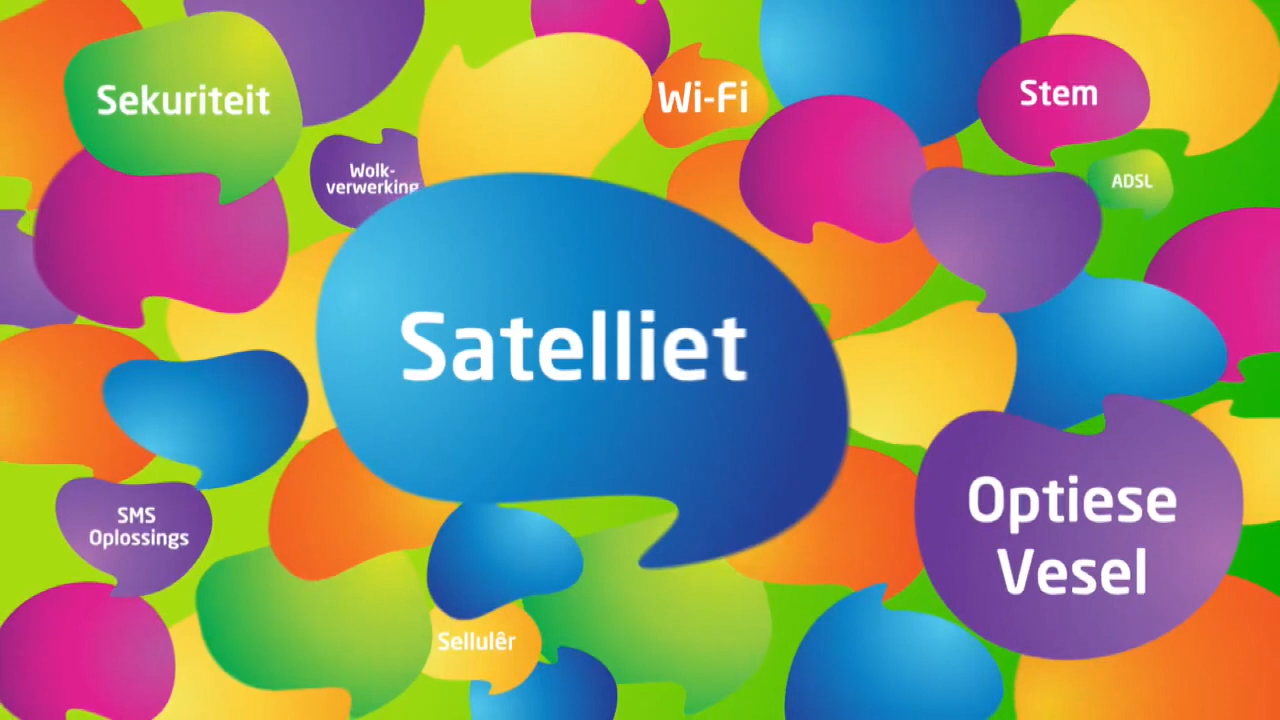 Sekuriteit
Wi-Fi
Stem
Wolk-
verwerking
ADSL
Satelliet
Optiese
Vesel
SMS
Oplossings
Sellulêr